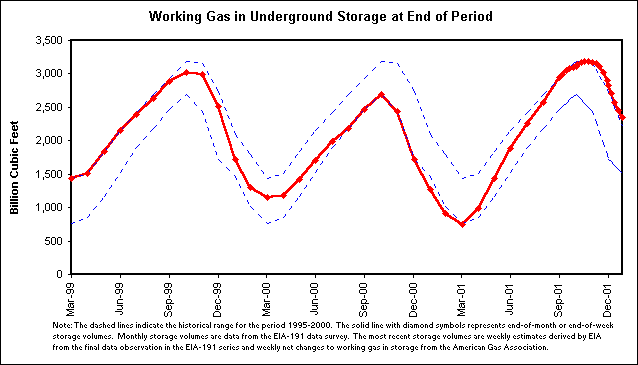 Working Gas in Underground Storage at End of Period
Billion Cubic Feet
3,500
3,000
2,500
2,000
1,500
1,000
500
0
Mar-99
Jun-99
Sep-99
Dec-99
Mar-00
Jun-00
Sep-00
Dec-00
Mar-01
Jun-01
Sep-01
Dec-01
Note: The dashed lines indicate the historical range for the period 1995-2000. The solid line with diamond symbols represents end-of-month or end-of-week
storage volumes. Monthly storage volumes are data from the EIA-191 data survey. The most recent storage volumes are weekly estimates derived by EIA
from the final data observation in the EIA-191 series and weekly net changes to working gas in storage from the American Gas Association.